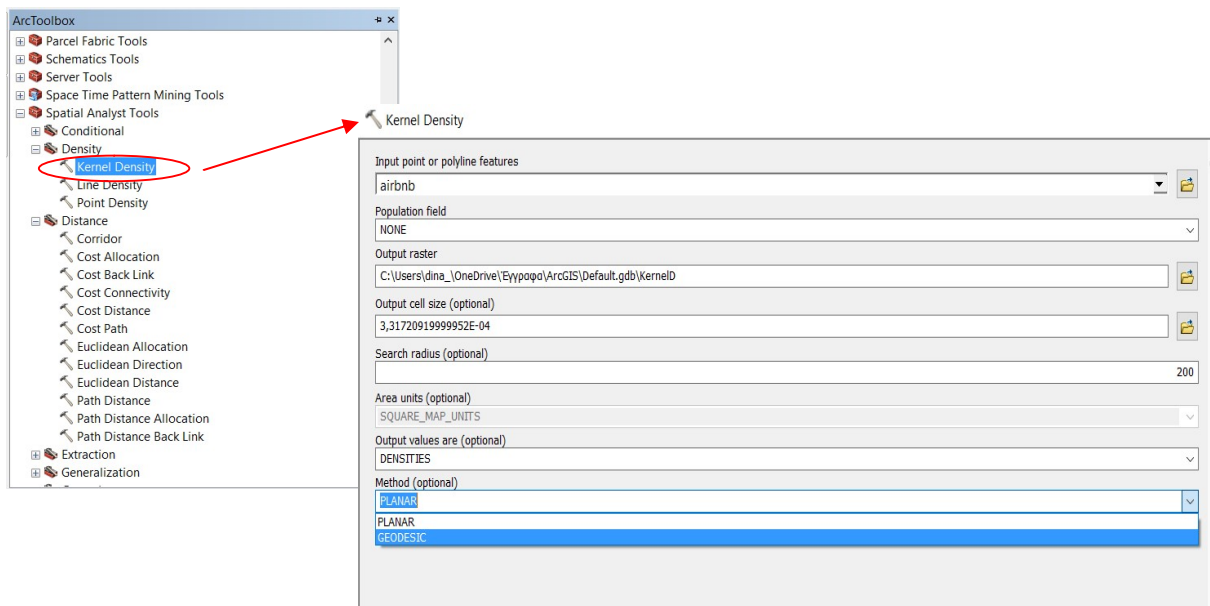 ArcToolbox
Parcel Fabric Tools
Schematics Tools
Server Tools
Space Time Pattern Mining Tools
Spatial Analyst Tools
Conditional
Density
Kernel Density
Line Density
Point Density
Distance
Corridor
Cost Allocation
Cost Back Link
Cost Connectivity
Cost Distance
Cost Path
Euclidean Allocation
Euclidean Direction
Euclidean Distance
Path Distance
Path Distance Allocation
Path Distance Back Link
Extraction
Generalization
Kernel Density
Input point or polyline features
airbnb
Population field
NONE
Output raster
C:\Users\dina_\OneDrive\Έγγραφα\ArcGIS\Default.gdb\KernelD
Output cell size (optional)
3,31720919999952E-04
Search radius (optional)
200
Area units (optional)
SQUARE_MAP_UNITS
Output values are (optional)
DENSITIES
Method (optional)
PLANAR
PLANAR
GEODESIC